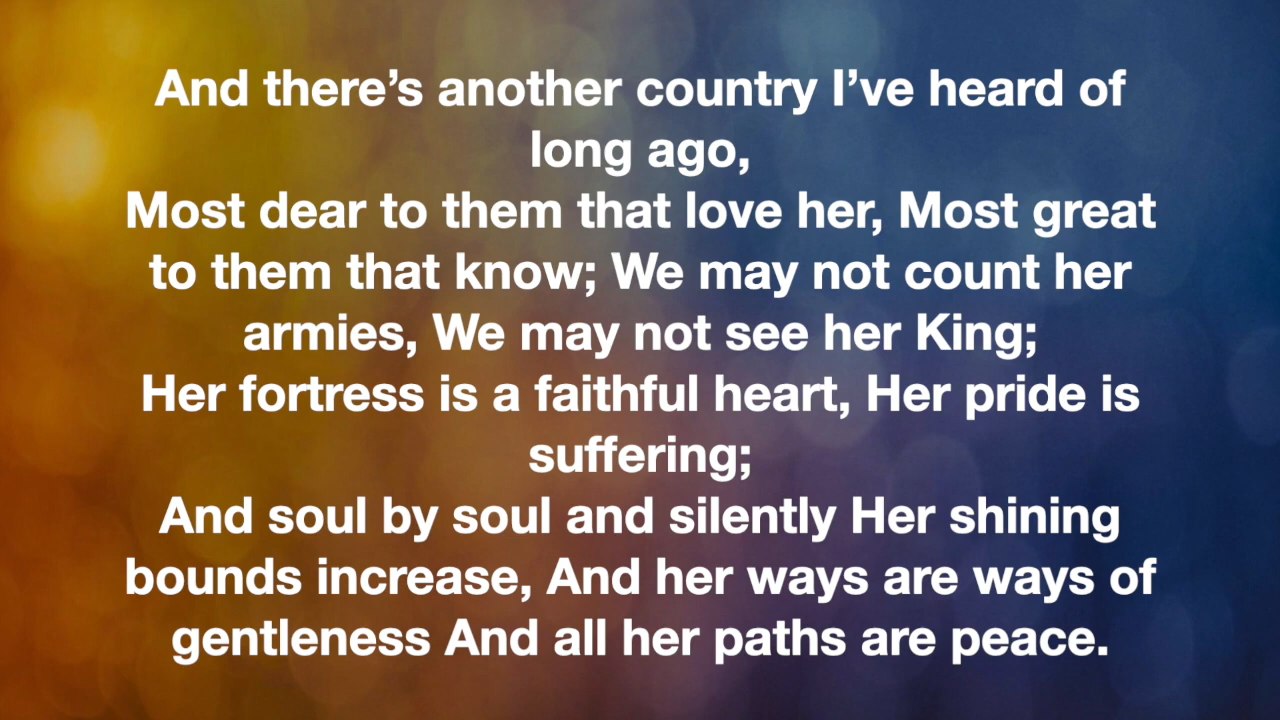 And there’s another country I’ve heard of
long ago,
Most dear to them that love her, Most great
to them that know; We may not count her
armies, We may not see her King;
Her fortress is a faithful heart, Her pride is
suffering;
And soul by soul and silently Her shining
bounds increase, And her ways are ways of
gentleness And all her paths are peace.